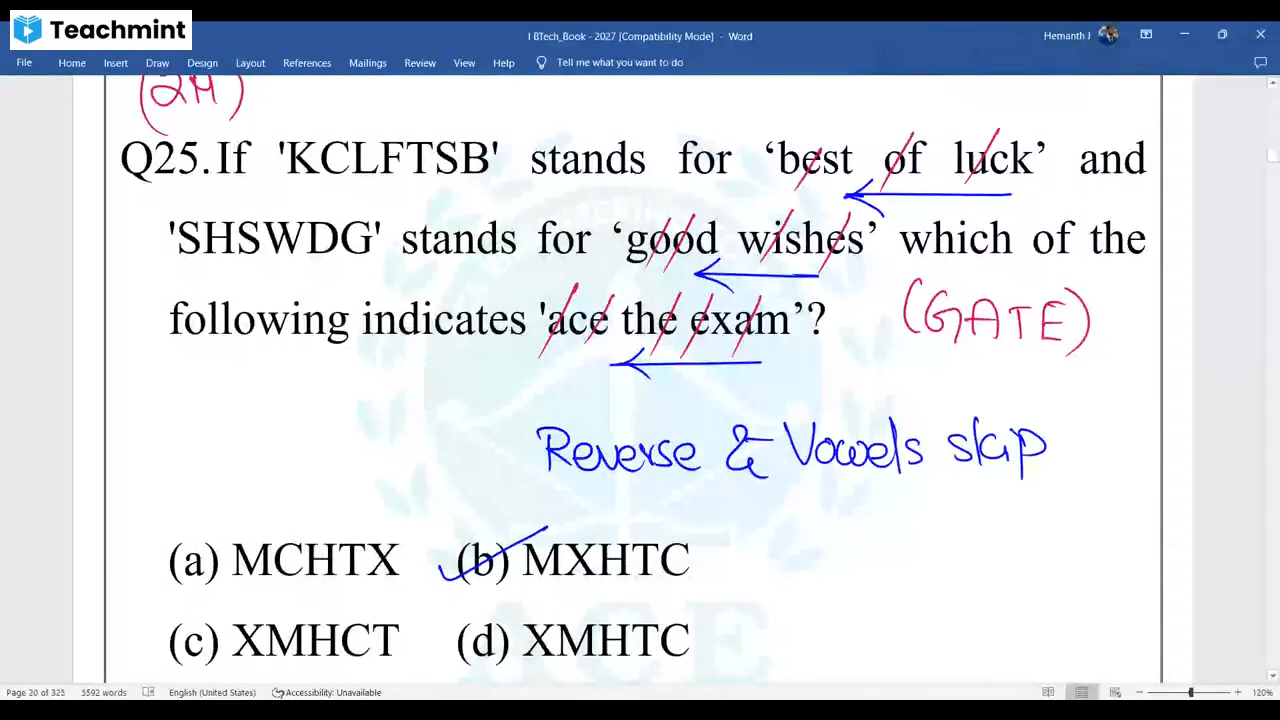 Teachmint
I BTech_Book - 2027 [Compatibility Mode] - Word
Hemanth J
File Home Insert Draw Design Layout References Mailings Review View Help Tell me what you want to do
(2M)
Q25. If 'KCLFTSB' stands for ‘best of luck’ and
'SHSWDG' stands for ‘good wishes’ which of the
following indicates 'ace the exam’? (GATE)
Reverse & Vowels skip
(a) MCHTX (b) MXHTC
(c) XMHCT (d) XMHTC
ACE
Page 20 of 325 5592 words English (United States) Accessibility: Unavailable 120%